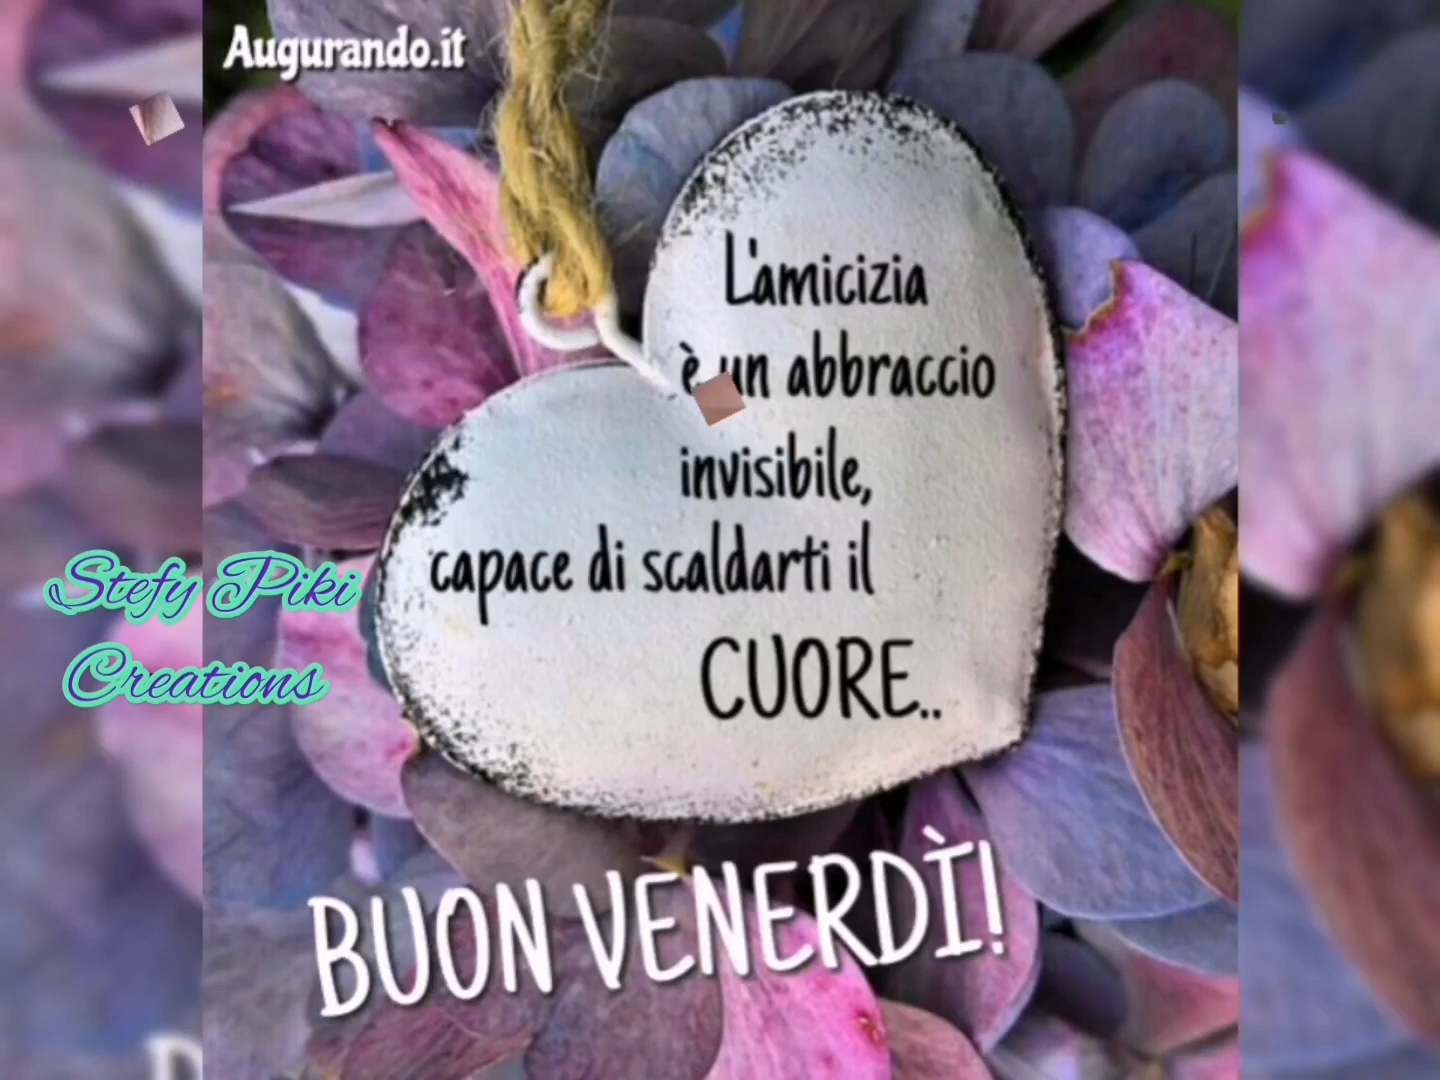 Augurando.it
L'amicizia
è un abbraccio
invisibile,
capace di scaldarti il
CUORE..
Stefy Piki
Creations
BUON VENERDÌ!